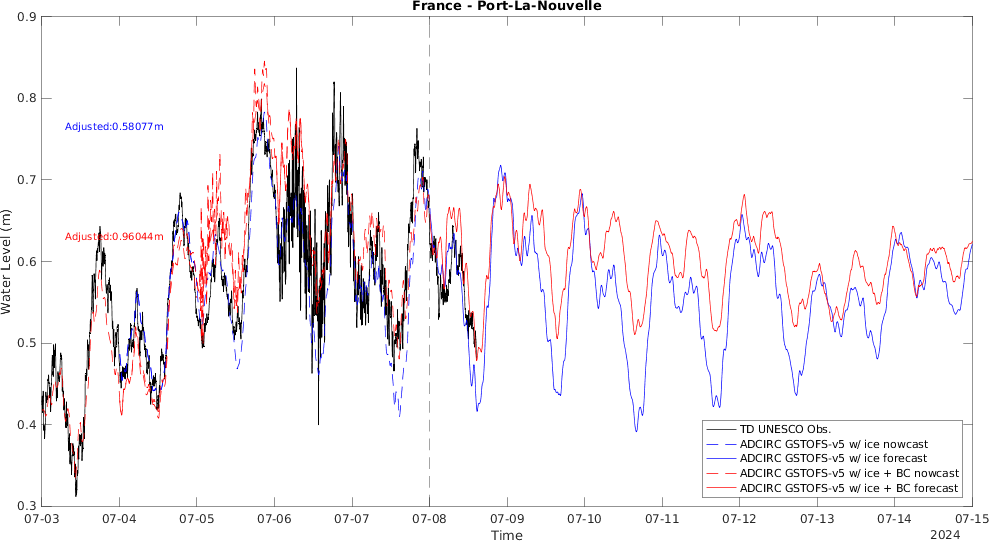 France - Port-La-Nouvelle
0.9
0.8
0.7
0.6
0.5
0.4
0.3
Water Level (m)
Adjusted:0.58077m
Adjusted:0.96044m
TD UNESCO Obs.
ADCIRC GSTOFS-v5 w/ ice nowcast
ADCIRC GSTOFS-v5 w/ ice forecast
ADCIRC GSTOFS-v5 w/ ice + BC nowcast
ADCIRC GSTOFS-v5 w/ ice + BC forecast
07-03 07-04 07-05 07-06 07-07 07-08 07-09 07-10 07-11 07-12 07-13 07-14 07-15
Time
2024